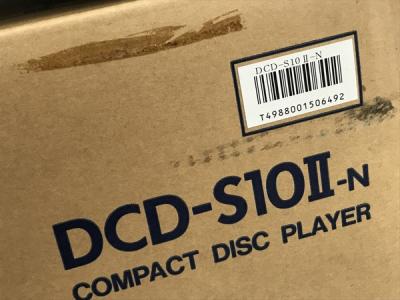 DCD-S10Ⅱ-N
T4988001506492
DCD-S10Ⅱ-N
COMPACT DISC PLAYER